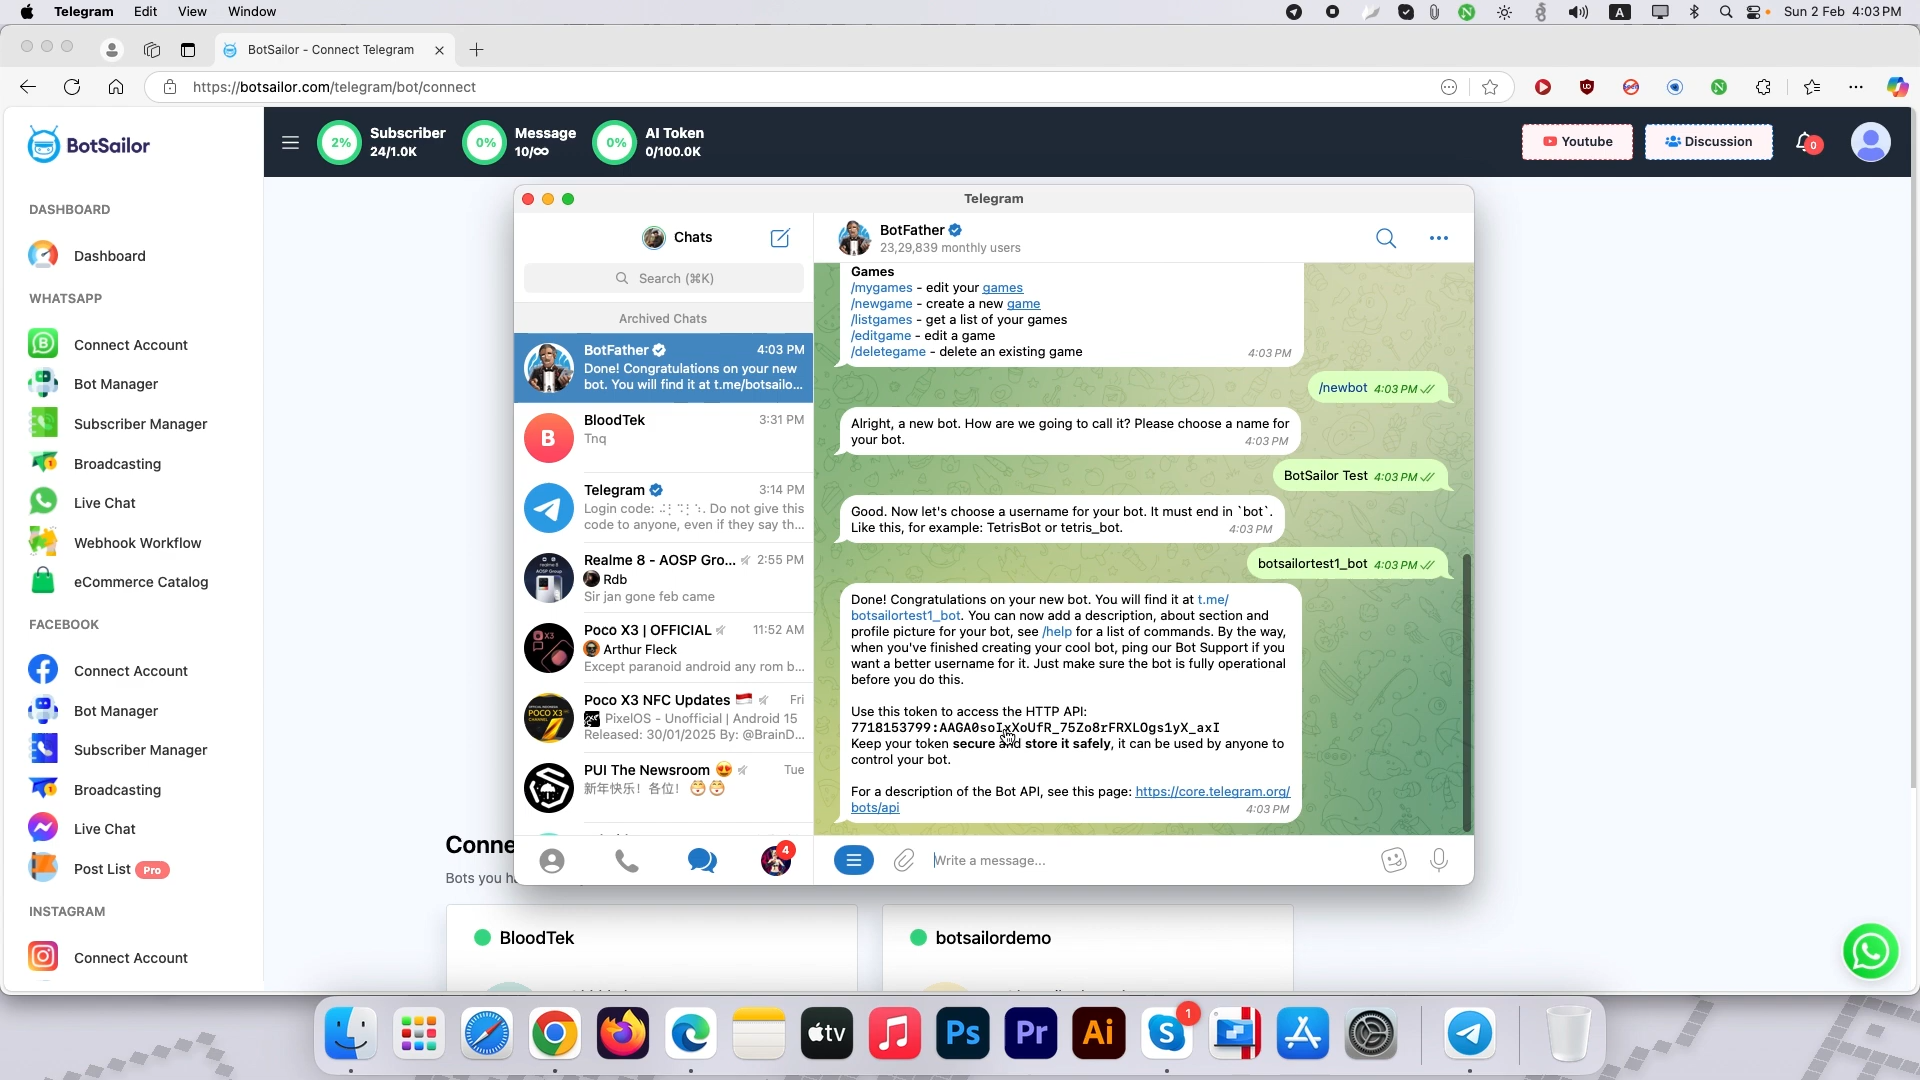 Telegram Edit View Window
A Sun 2 Feb 4:03 PM
BotSailor - Connect Telegram
https://botsailor.com/telegram/bot/connect
BotSailor
2% Subscriber 24/1.0K
0% Message 10/∞
0% AI Token 0/100.0K
Youtube
Discussion
0
DASHBOARD
Dashboard
WHATSAPP
Connect Account
Bot Manager
Subscriber Manager
Broadcasting
Live Chat
Webhook Workflow
eCommerce Catalog
FACEBOOK
Connect Account
Bot Manager
Subscriber Manager
Broadcasting
Live Chat
Post List Pro
INSTAGRAM
Connect Account
Telegram
Chats
Search (⌘K)
Archived Chats
BotFather 4:03 PM
Done! Congratulations on your new
bot. You will find it at t.me/botsailo...
B
BloodTek 3:31 PM
Tnq
Telegram 3:14 PM
Login code: . Do not give this
code to anyone, even if they say th...
Realme 8 - AOSP Gro... 2:55 PM
Rdb
Sir jan gone feb came
Poco X3 | OFFICIAL 11:52 AM
Arthur Fleck
Except paranoid android any rom b...
Poco X3 NFC Updates Fri
PixelOS - Unofficial | Android 15
Released: 30/01/2025 By: @BrainD...
PUI The Newsroom 😍 Tue
新年快乐！各位！
4
BotFather
23,29,839 monthly users
Games
/mygames - edit your games
/newgame - create a new game
/listgames - get a list of your games
/editgame - edit a game
/deletegame - delete an existing game
4:03 PM
/newbot 4:03 PM
Alright, a new bot. How are we going to call it? Please choose a name for
your bot.
4:03 PM
BotSailor Test 4:03 PM
Good. Now let's choose a username for your bot. It must end in `bot`.
Like this, for example: TetrisBot or tetris_bot.
4:03 PM
botsailortest1_bot 4:03 PM
Done! Congratulations on your new bot. You will find it at t.me/
botsailortest1_bot. You can now add a description, about section and
profile picture for your bot, see /help for a list of commands. By the way,
when you've finished creating your cool bot, ping our Bot Support if you
want a better username for it. Just make sure the bot is fully operational
before you do this.
Use this token to access the HTTP API:
7718153799:AAGA0soIxXoUfR_75Zo8rFRXLOgs1yX_axI
Keep your token secure and store it safely, it can be used by anyone to
control your bot.
For a description of the Bot API, see this page: https://core.telegram.org/
bots/api
4:03 PM
Write a message...
Conne
Bots you h
BloodTek
botsailordemo
tv
Ps
Pr
Ai
S
1